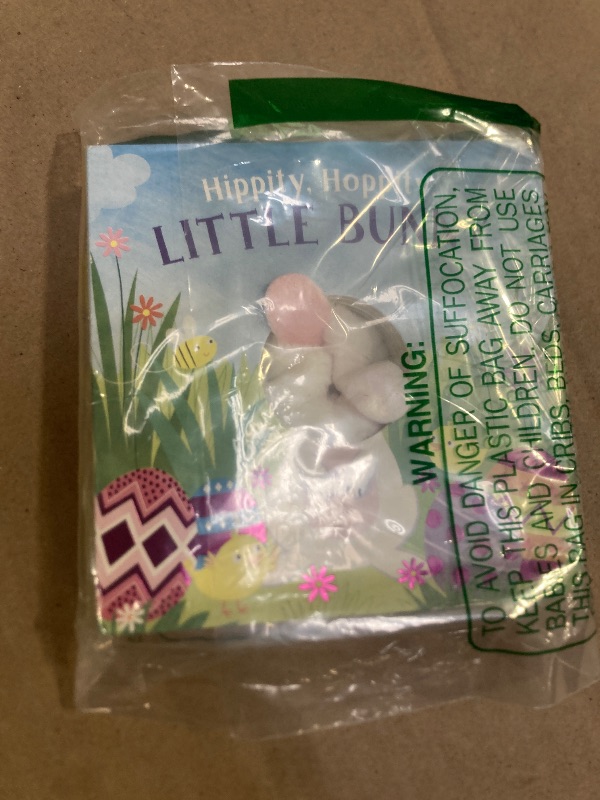 Hippity, Hoppity
LITTLE BUN
WARNING:
TO AVOID DANGER OF SUFFOCATION,
KEEP THIS PLASTIC BAG AWAY FROM
BABIES AND CHILDREN. DO NOT USE
THIS BAG IN CRIBS, BEDS, CARRIAGES